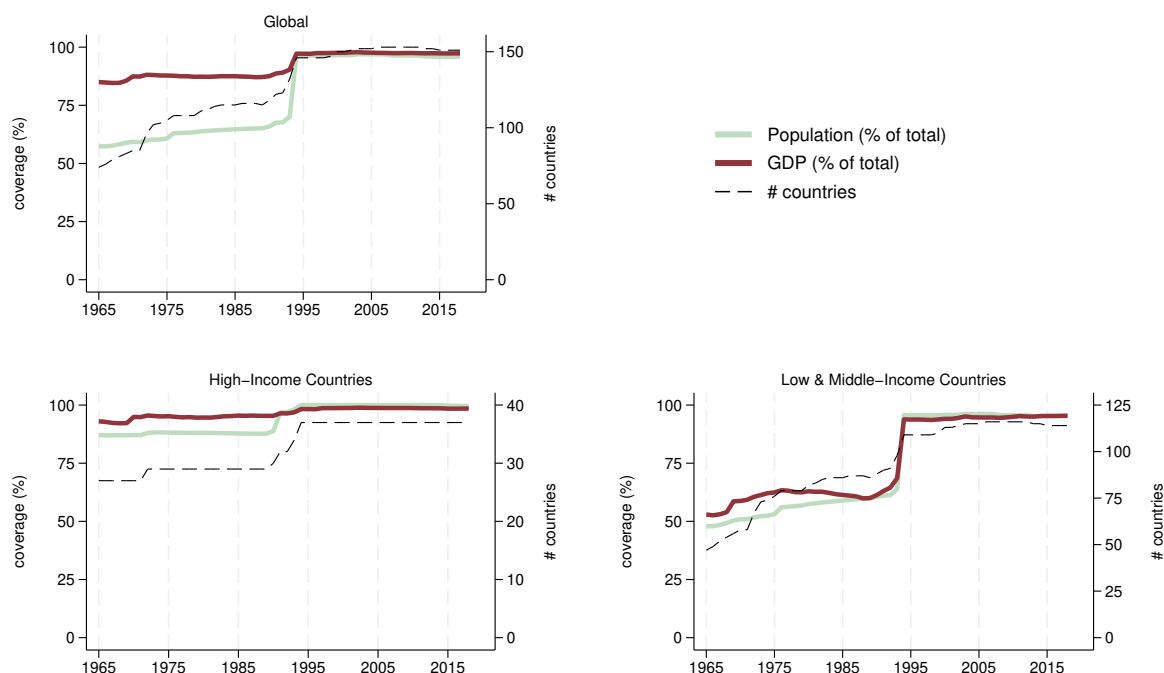 Global
100
75
50
25
0
coverage (%)
150
100
50
0
# countries
1965 1975 1985 1995 2005 2015
Population (% of total)
GDP (% of total)
# countries
High−Income Countries
100
75
50
25
0
coverage (%)
40
30
20
10
0
# countries
1965 1975 1985 1995 2005 2015
Low & Middle−Income Countries
100
75
50
25
0
coverage (%)
125
100
75
50
25
0
# countries
1965 1975 1985 1995 2005 2015